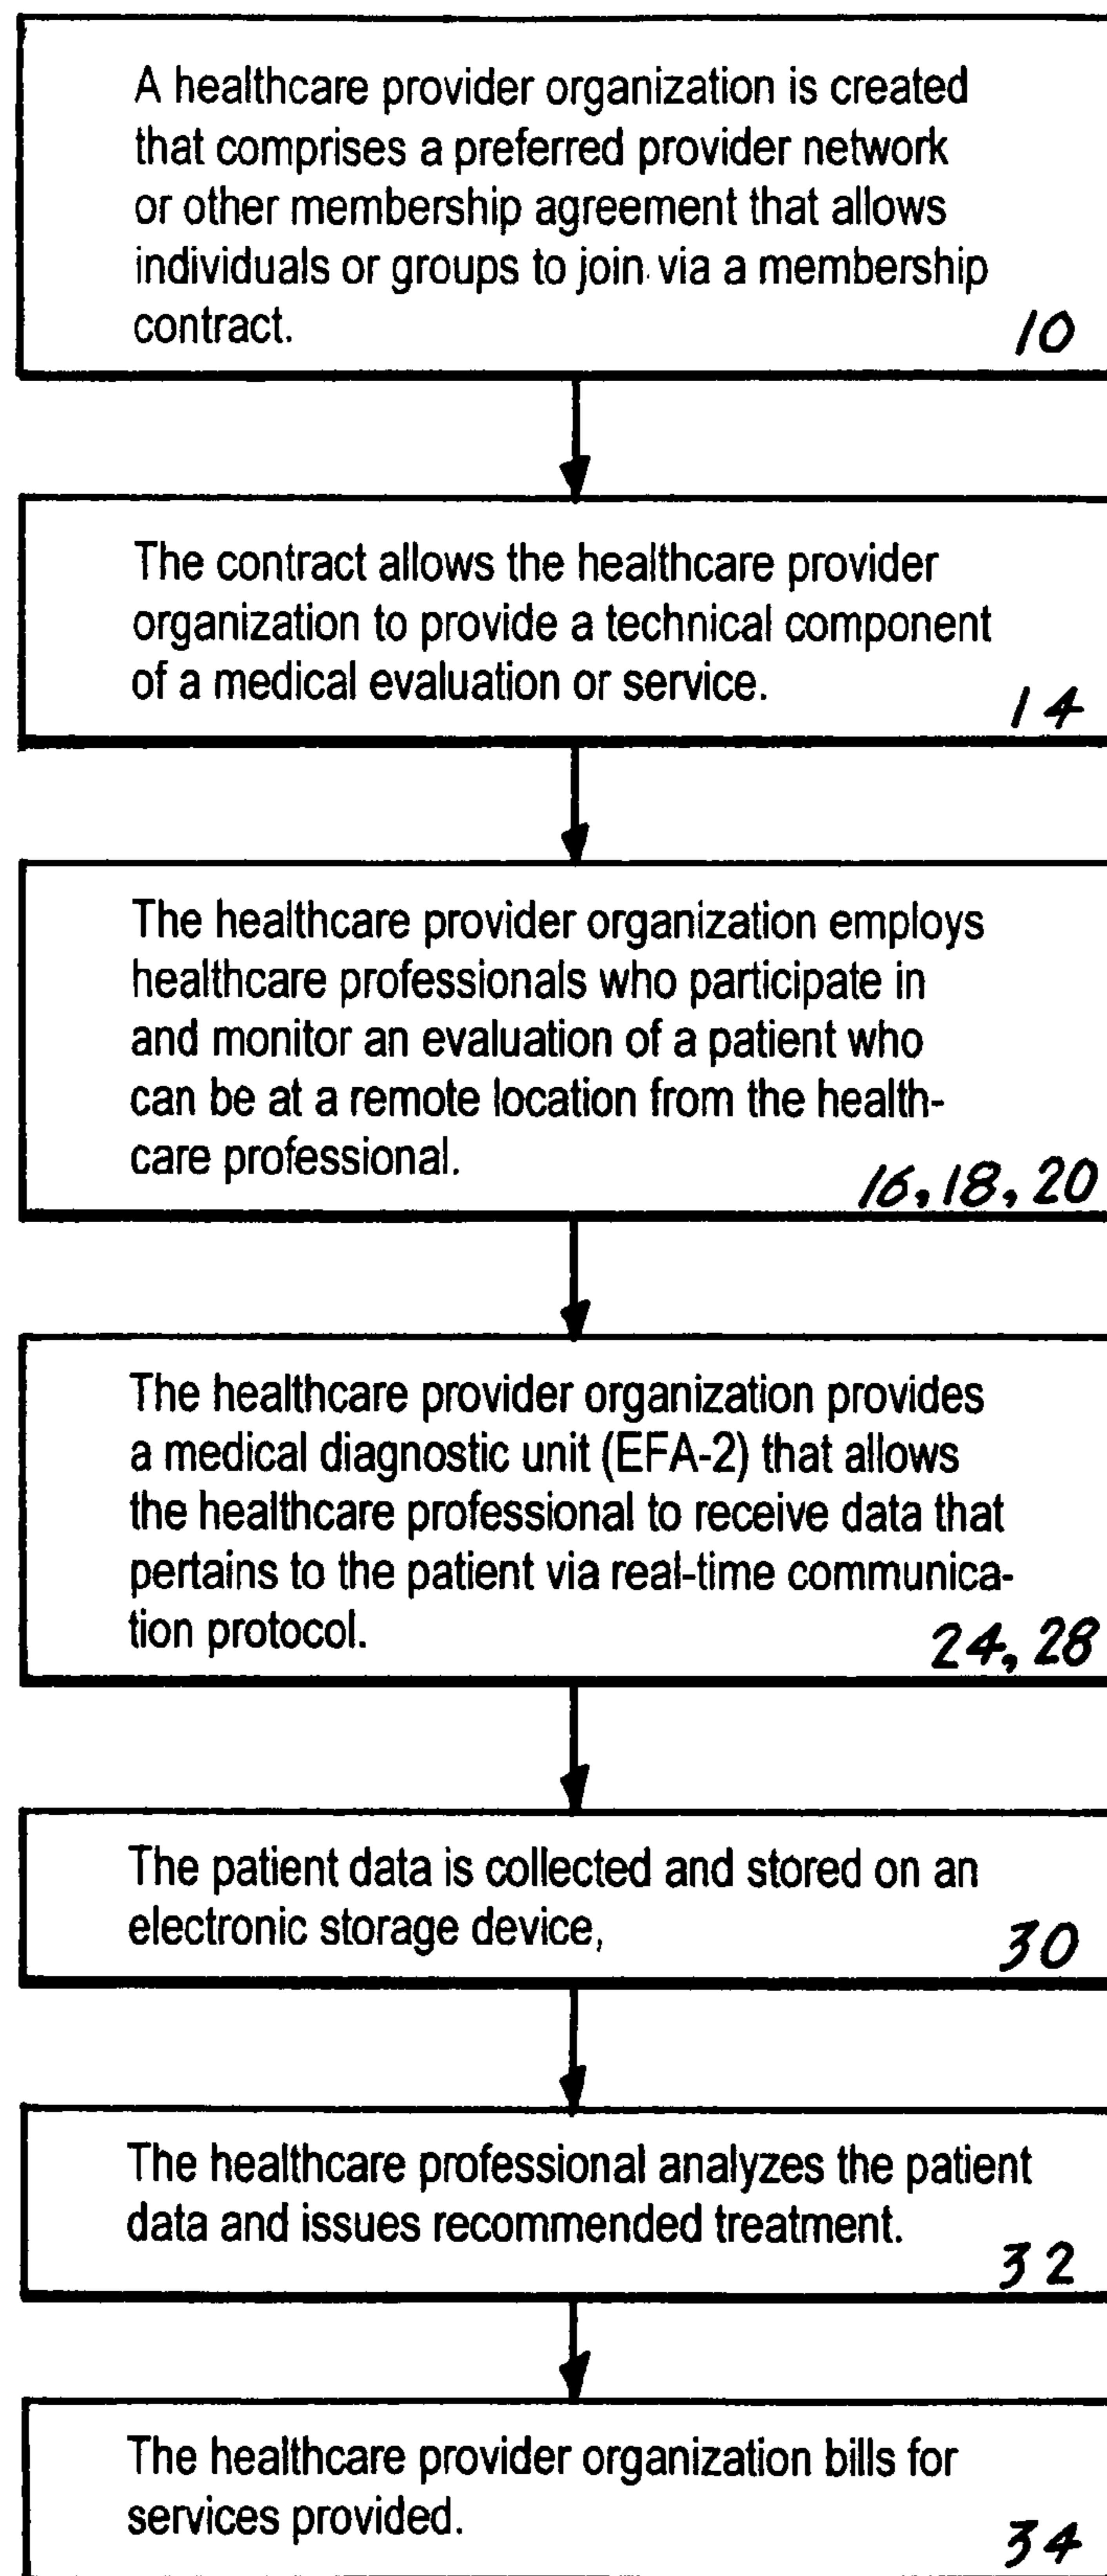 A healthcare provider organization is created
that comprises a preferred provider network
or other membership agreement that allows
individuals or groups to join via a membership
contract.
10
The contract allows the healthcare provider
organization to provide a technical component
of a medical evaluation or service.
14
The healthcare provider organization employs
healthcare professionals who participate in
and monitor an evaluation of a patient who
can be at a remote location from the health-
care professional.
16, 18, 20
The healthcare provider organization provides
a medical diagnostic unit (EFA-2) that allows
the healthcare professional to receive data that
pertains to the patient via real-time communica-
tion protocol.
24, 28
The patient data is collected and stored on an
electronic storage device,
30
The healthcare professional analyzes the patient
data and issues recommended treatment.
32
The healthcare provider organization bills for
services provided.
34